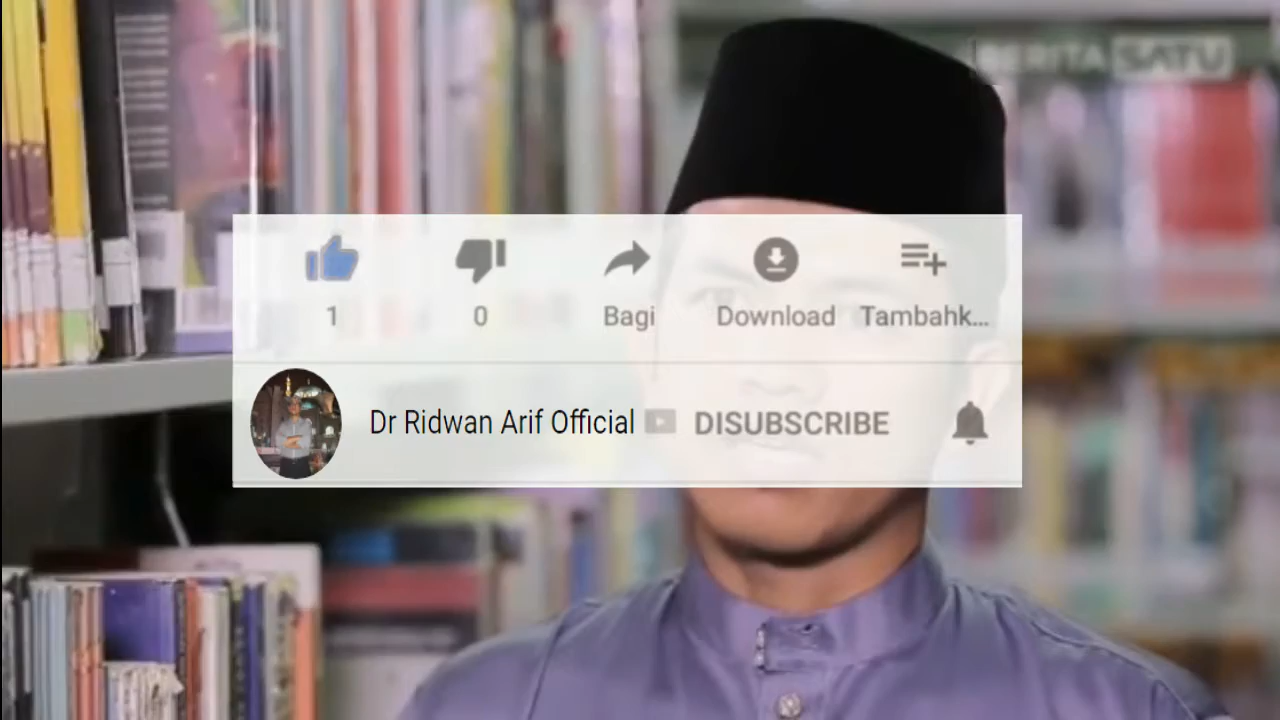 BERITA SATU
1
0
Bagi
Download
Tambahk...
Dr Ridwan Arif Official
DISUBSCRIBE